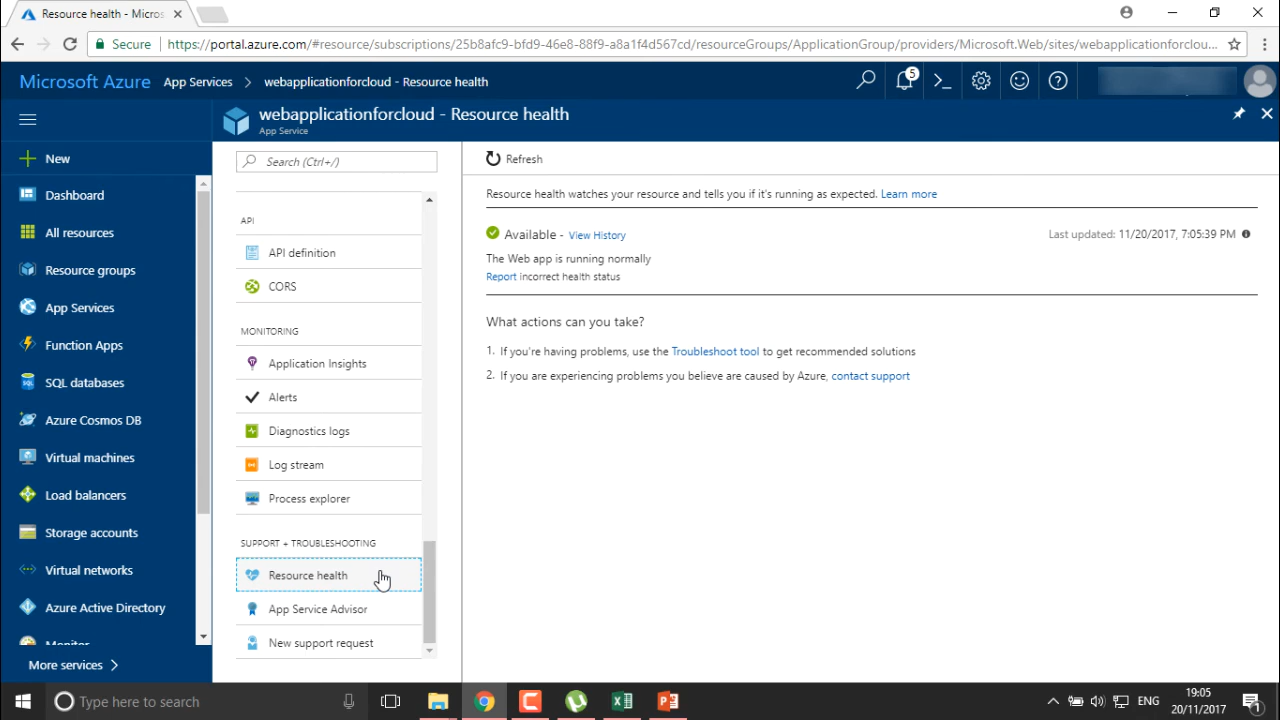 Resource health - Micros
Secure https://portal.azure.com/#resource/subscriptions/25b8afc9-bfd9-46e8-88f9-a8a1f4d567cd/resourceGroups/ApplicationGroup/providers/Microsoft.Web/sites/webapplicationforclou...
Microsoft Azure App Services > webapplicationforcloud - Resource health
5
webapplicationforcloud - Resource health
App Service
New
Dashboard
All resources
Resource groups
App Services
Function Apps
SQL databases
Azure Cosmos DB
Virtual machines
Load balancers
Storage accounts
Virtual networks
Azure Active Directory
Monitor
More services >
Search (Ctrl+/)
API
API definition
CORS
MONITORING
Application Insights
Alerts
Diagnostics logs
Log stream
Process explorer
SUPPORT + TROUBLESHOOTING
Resource health
App Service Advisor
New support request
Refresh
Resource health watches your resource and tells you if it's running as expected. Learn more
Available - View History
Last updated: 11/20/2017, 7:05:39 PM
The Web app is running normally
Report incorrect health status
What actions can you take?
1. If you're having problems, use the Troubleshoot tool to get recommended solutions
2. If you are experiencing problems you believe are caused by Azure, contact support
Type here to search
ENG
19:05
20/11/2017
1